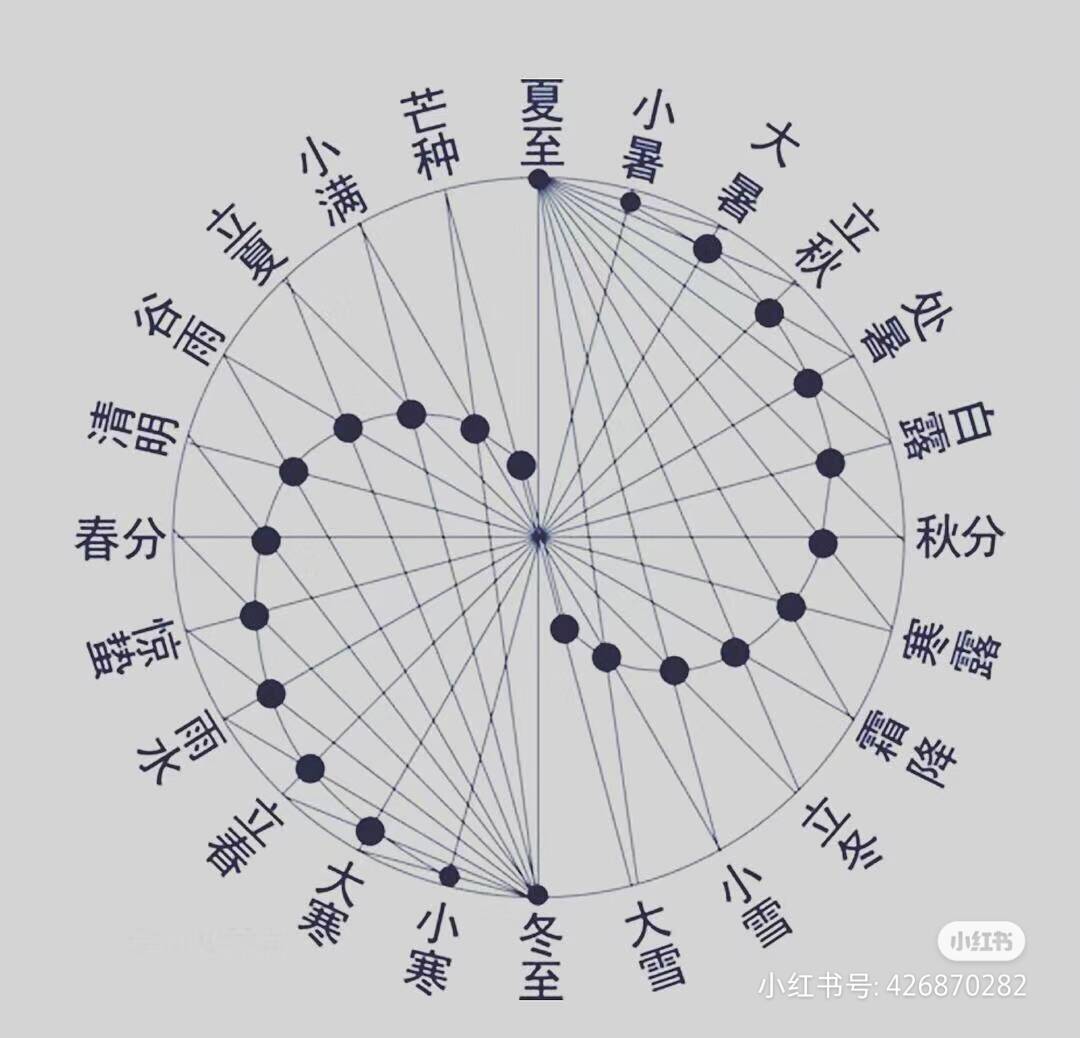 夏至
小暑
大暑
立秋
处暑
白露
秋分
寒露
霜降
立冬
小雪
大雪
冬至
小寒
大寒
立春
雨水
惊蛰
春分
清明
谷雨
立夏
小满
芒种
小红书
小红书号: 426870282